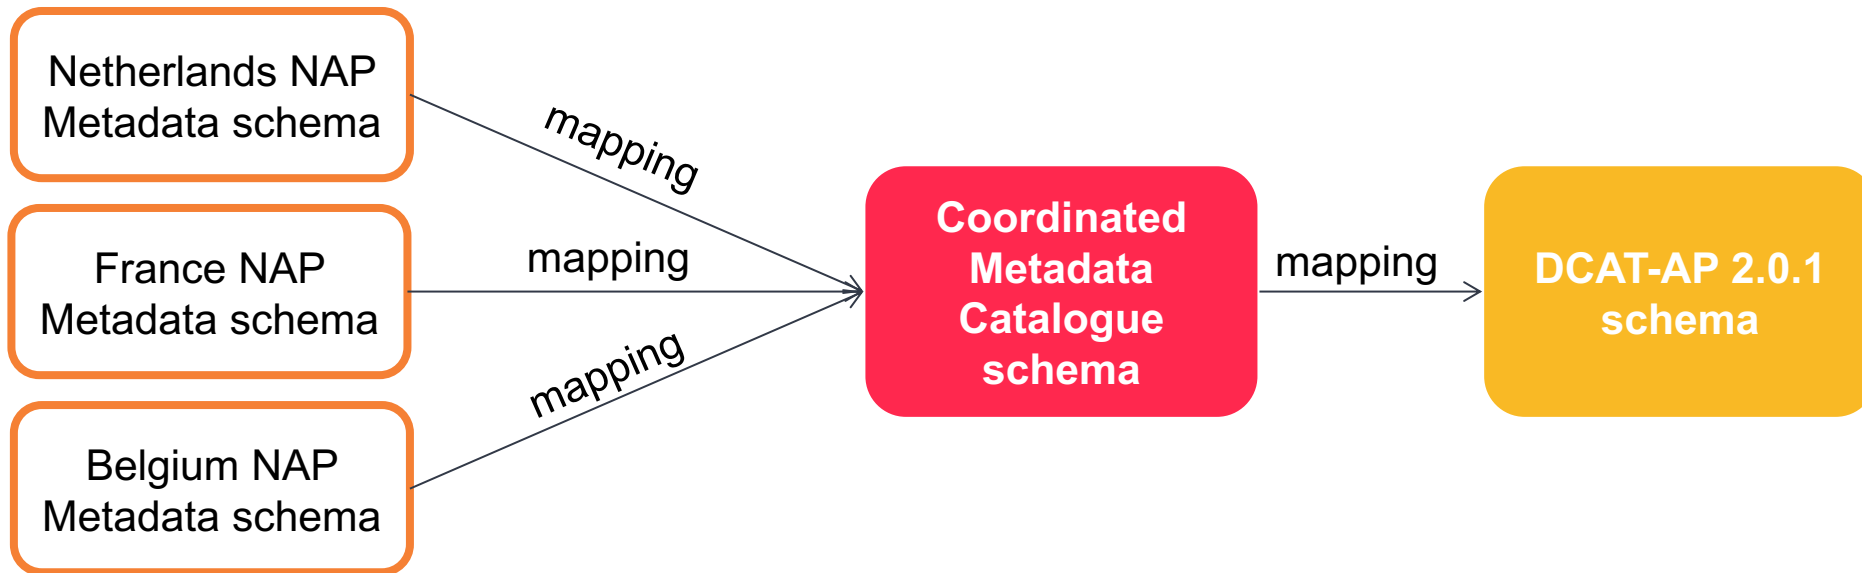 Netherlands NAP
Metadata schema
mapping
France NAP
Metadata schema
mapping
Belgium NAP
Metadata schema
mapping
Coordinated
Metadata
Catalogue
schema
mapping
DCAT-AP 2.0.1
schema